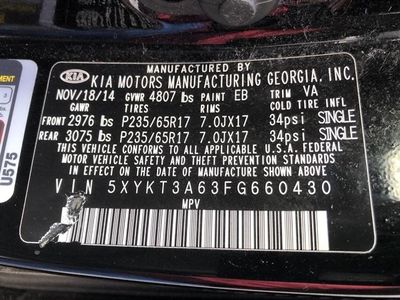 MANUFACTURED BY
KIA KIA MOTORS MANUFACTURING GEORGIA, INC.
NOV/18/14 GVWR 4807 lbs PAINT EB TRIM VA
GAWR TIRES RIMS COLD TIRE INFL
FRONT 2976 lbs P235/65R17 7.0JX17 34psi SINGLE
REAR 3075 lbs P235/65R17 7.0JX17 34psi SINGLE
THIS VEHICLE CONFORMS TO ALL APPLICABLE U.S.A. FEDERAL
MOTOR VEHICLE SAFETY STANDARDS
IN EFFECT ON THE DATE OF MANUFACTURE SHOWN ABOVE.
VIN 5XYKT3A63FG660430
MPV
U575